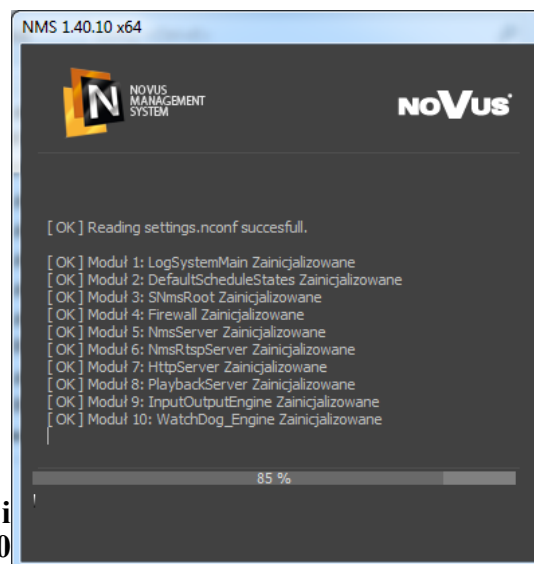 NMS 1.40.10 x64
NOVUS
MANAGEMENT
SYSTEM
NOVUS
[ OK ] Reading settings.nconf succesfull.
[ OK ] Moduł 1: LogSystemMain Zainicjalizowane
[ OK ] Moduł 2: DefaultScheduleStates Zainicjalizowane
[ OK ] Moduł 3: SNmsRoot Zainicjalizowane
[ OK ] Moduł 4: Firewall Zainicjalizowane
[ OK ] Moduł 5: NmsServer Zainicjalizowane
[ OK ] Moduł 6: NmsRtspServer Zainicjalizowane
[ OK ] Moduł 7: HttpServer Zainicjalizowane
[ OK ] Moduł 8: PlaybackServer Zainicjalizowane
[ OK ] Moduł 9: InputOutputEngine Zainicjalizowane
[ OK ] Moduł 10: WatchDog_Engine Zainicjalizowane
85 %
i
0